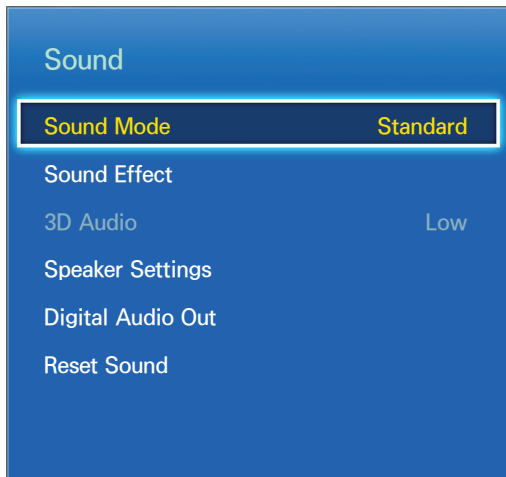 Sound
Sound Mode Standard
Sound Effect
3D Audio Low
Speaker Settings
Digital Audio Out
Reset Sound